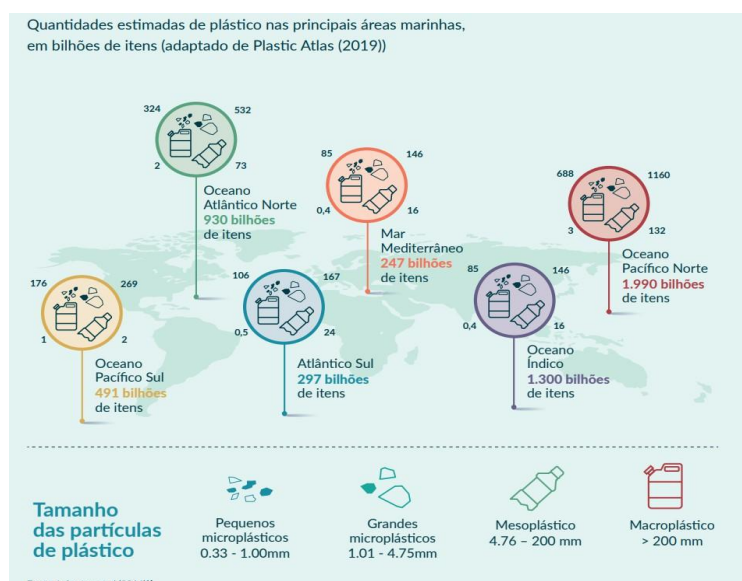 Quantidades estimadas de plástico nas principais áreas marinhas,
em bilhões de itens (adaptado de Plastic Atlas (2019))
324
532
2
73
Oceano
Atlântico Norte
930 bilhões
de itens
85
146
0,4
16
Mar
Mediterrâneo
247 bilhões
de itens
688
1160
3
132
Oceano
Pacífico Norte
1.990 bilhões
de itens
176
269
1
2
Oceano
Pacífico Sul
491 bilhões
de itens
106
167
0,5
24
Atlântico Sul
297 bilhões
de itens
85
146
0,4
16
Oceano
Índico
1.300 bilhões
de itens
Tamanho
das partículas
de plástico
Pequenos
microplásticos
0.33 - 1.00mm
Grandes
microplásticos
1.01 - 4.75mm
Mesoplástico
4.76 – 200 mm
Macroplástico
> 200 mm